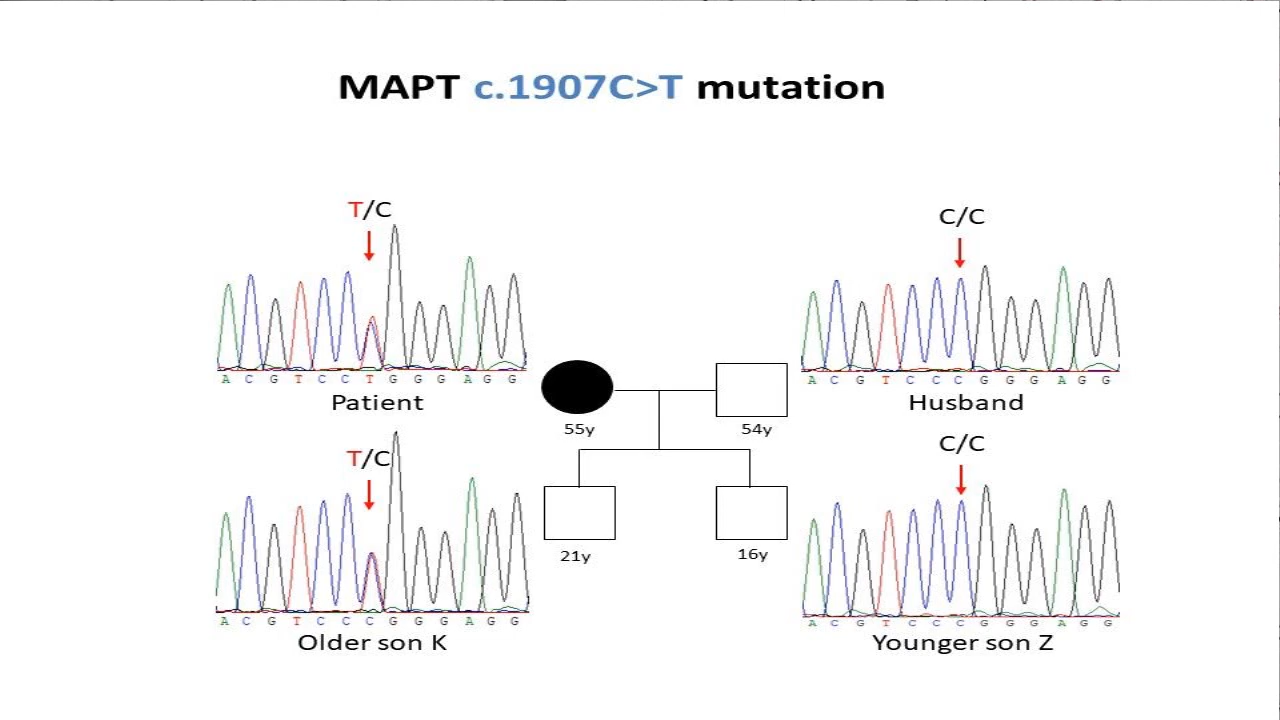 MAPT c.1907C>T mutation
T/C
A C G T C C T G G G A G G
Patient
C/C
A C G T C C C G G G A G G
Husband
55y
54y
T/C
A C G T C C C G G G A G G
Older son K
C/C
A C G T C C C G G G A G G
Younger son Z
21y
16y